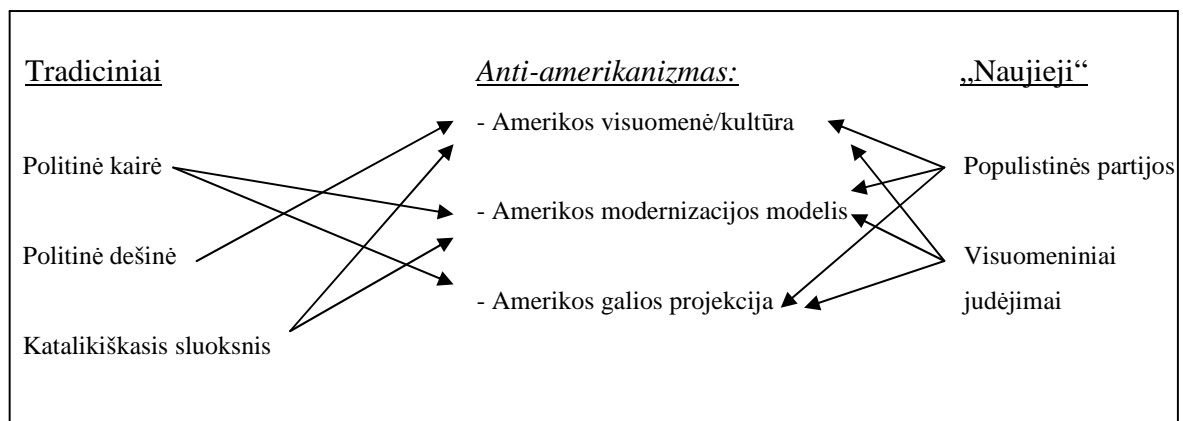 Tradiciniai
Anti-amerikanizmas:
„Naujieji“
- Amerikos visuomenė/kultūra
Politinė kairė
Populistinės partijos
- Amerikos modernizacijos modelis
Politinė dešinė
Visuomeniniai
- Amerikos galios projekcija
judėjimai
Katalikiškasis sluoksnis